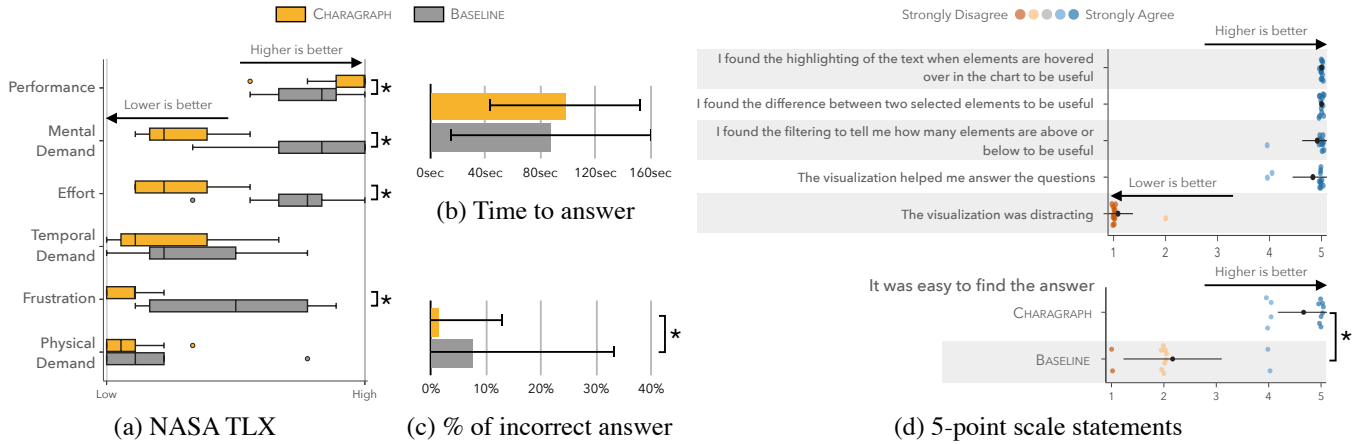 CHARAGRAPH BASELINE
Higher is better
Performance *
Lower is better
Mental
Demand *
Effort *
Temporal
Demand
Frustration *
Physical
Demand
Low High
(a) NASA TLX
0sec 40sec 80sec 120sec 160sec
(b) Time to answer
*
0% 10% 20% 30% 40%
(c) % of incorrect answer
Strongly Disagree Strongly Agree
Higher is better
I found the highlighting of the text when elements are hovered
over in the chart to be useful
I found the difference between two selected elements to be useful
I found the filtering to tell me how many elements are above or
below to be useful
The visualization helped me answer the questions
Lower is better
The visualization was distracting
1 2 3 4 5
Higher is better
It was easy to find the answer
CHARAGRAPH
*
BASELINE
1 2 3 4 5
(d) 5-point scale statements